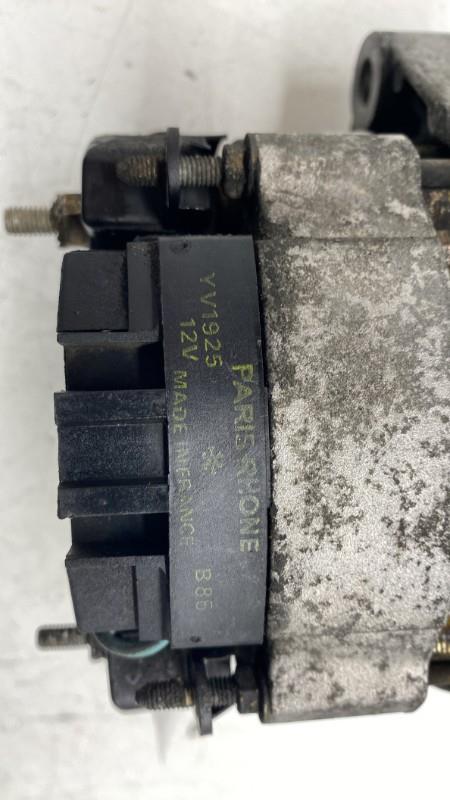 PARIS-RHONE
YV1925 * B86
12V MADE IN FRANCE